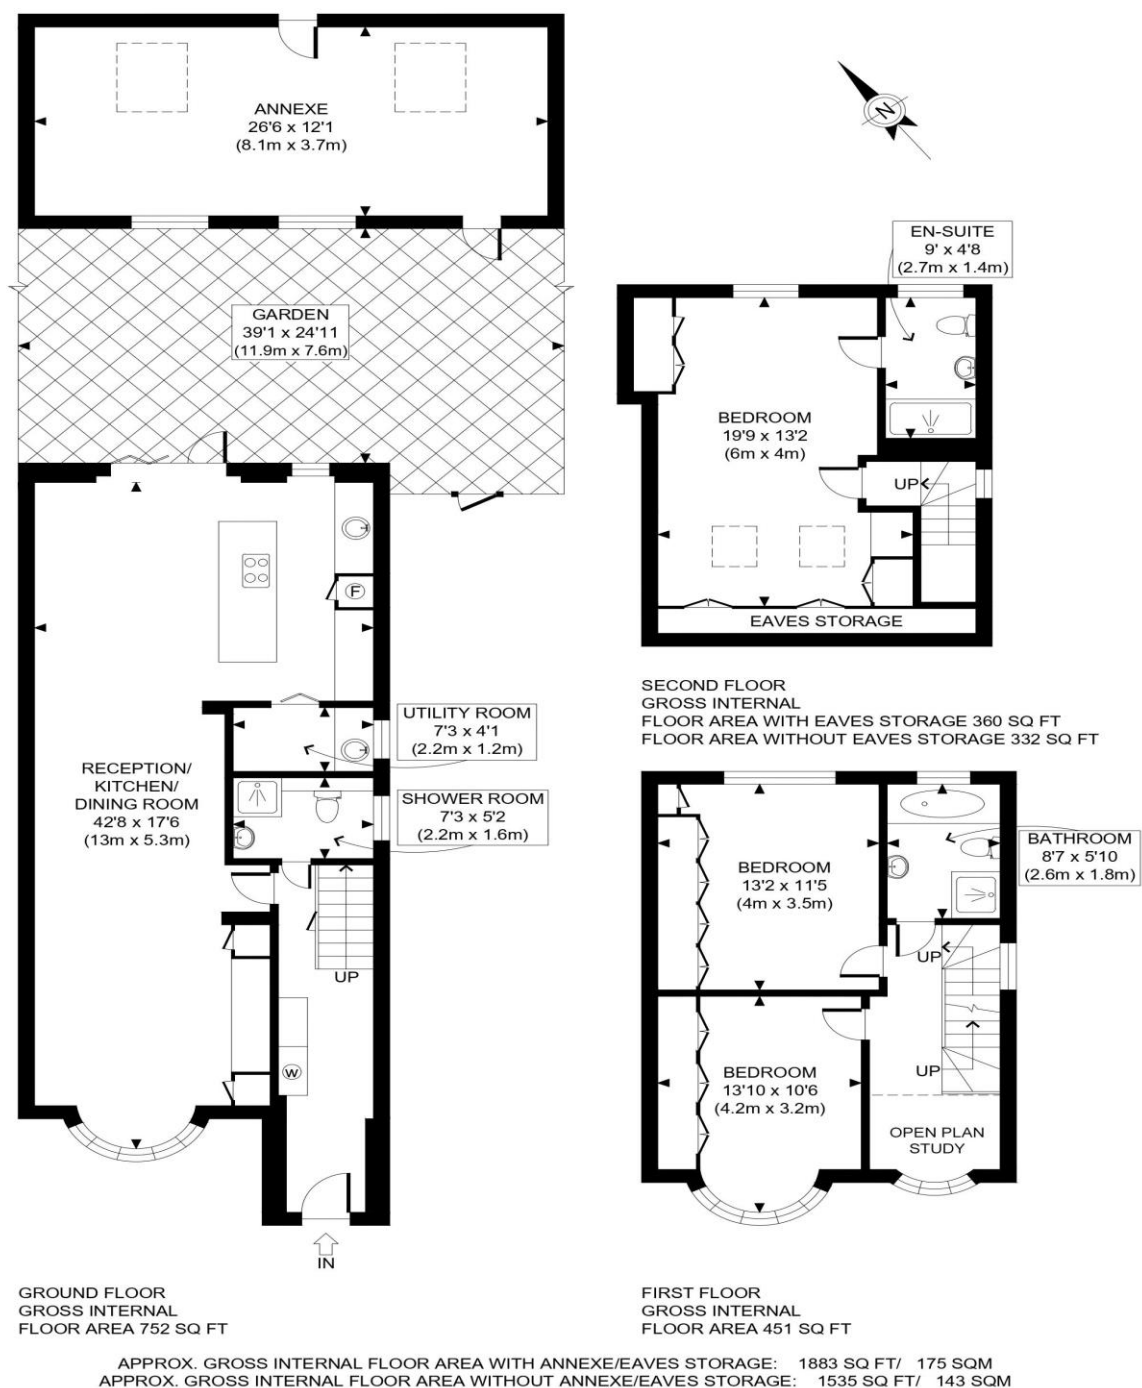 ANNEXE
26'6 x 12'1
(8.1m x 3.7m)
N
GARDEN
39'1 x 24'11
(11.9m x 7.6m)
EN-SUITE
9' x 4'8
(2.7m x 1.4m)
BEDROOM
19'9 x 13'2
(6m x 4m)
UP
EAVES STORAGE
SECOND FLOOR
GROSS INTERNAL
FLOOR AREA WITH EAVES STORAGE 360 SQ FT
FLOOR AREA WITHOUT EAVES STORAGE 332 SQ FT
F
UTILITY ROOM
7'3 x 4'1
(2.2m x 1.2m)
RECEPTION/
KITCHEN/
DINING ROOM
42'8 x 17'6
(13m x 5.3m)
SHOWER ROOM
7'3 x 5'2
(2.2m x 1.6m)
UP
W
IN
GROUND FLOOR
GROSS INTERNAL
FLOOR AREA 752 SQ FT
BEDROOM
13'2 x 11'5
(4m x 3.5m)
BATHROOM
8'7 x 5'10
(2.6m x 1.8m)
UP
UP
BEDROOM
13'10 x 10'6
(4.2m x 3.2m)
OPEN PLAN
STUDY
FIRST FLOOR
GROSS INTERNAL
FLOOR AREA 451 SQ FT
APPROX. GROSS INTERNAL FLOOR AREA WITH ANNEXE/EAVES STORAGE: 1883 SQ FT/ 175 SQM
APPROX. GROSS INTERNAL FLOOR AREA WITHOUT ANNEXE/EAVES STORAGE: 1535 SQ FT/ 143 SQM